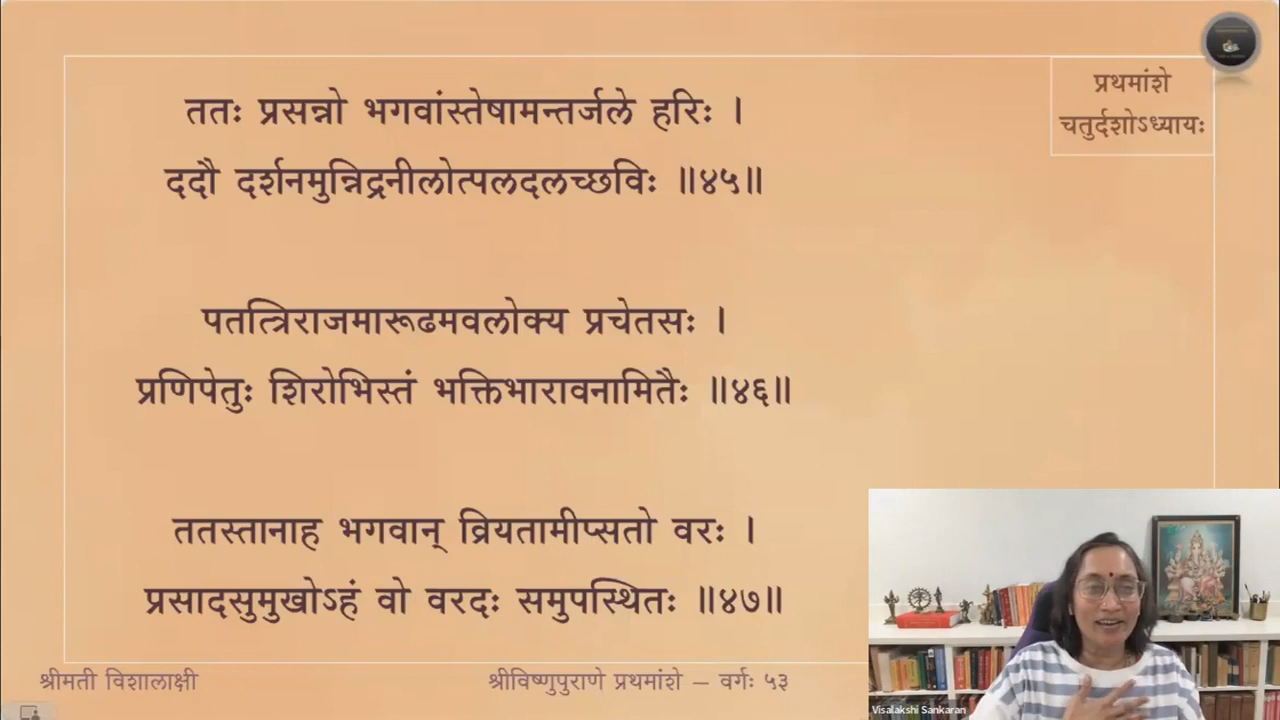 प्रथमांशे
चतुर्दशोऽध्यायः
ततः प्रसन्नो भगवांस्तेषामन्तर्जले हरिः ।
ददौ दर्शनमुन्निद्रनीलोत्पलदलच्छविः ॥४५॥
पतत्त्रिराजमारूढमवलोक्य प्रचेतसः ।
प्रणिपेतुः शिरोभिस्तं भक्तिभारावनामितैः ॥४६॥
ततस्तानाह भगवान् व्रियतामीप्सतो वरः ।
प्रसादसुमुखोऽहं वो वरदः समुपस्थितः ॥४७॥
श्रीमती विशालाक्षी
श्रीविष्णुपुराणे प्रथमांशे – वर्गः ५३
Visalakshi Sankaran